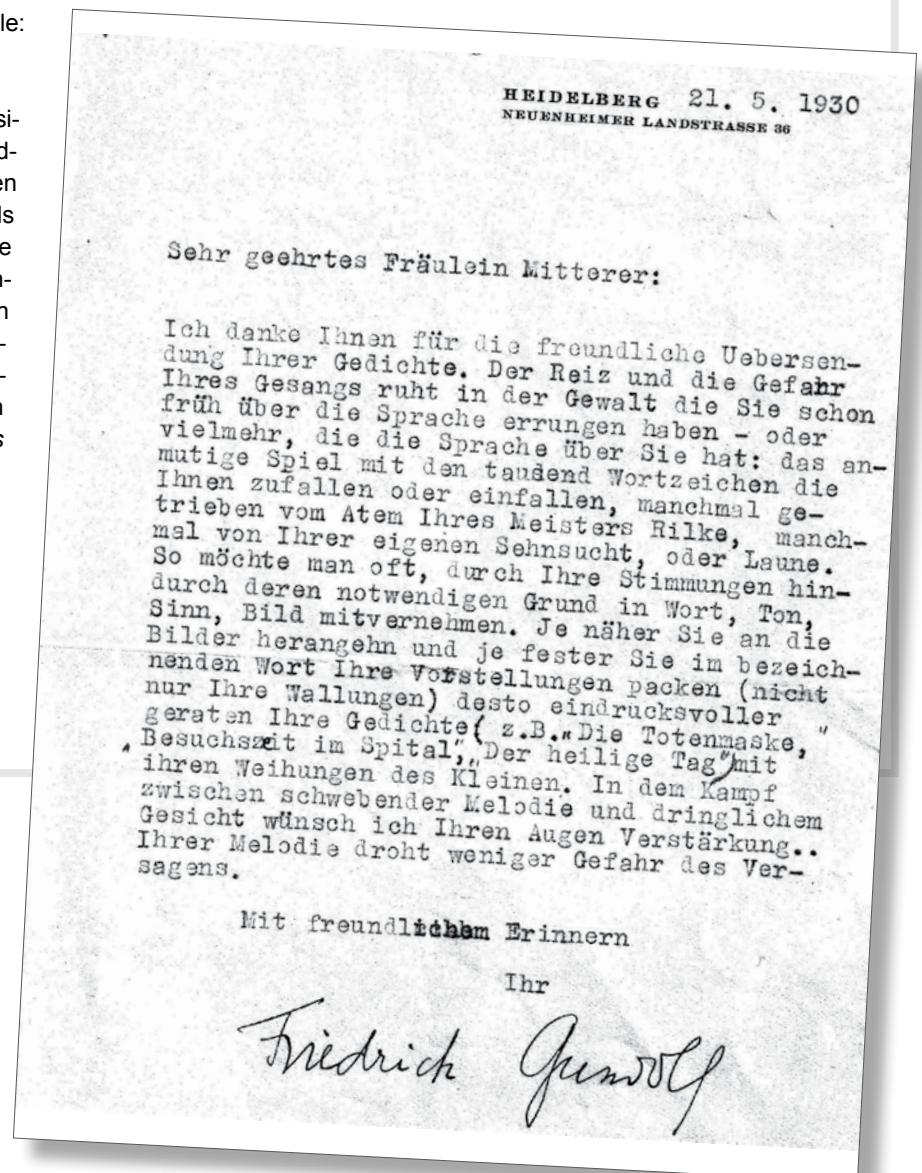 le:
si-
d-
en
ls
e
n-
n
-
-
n
s
HEIDELBERG 21. 5. 1930
NEUENHEIMER LANDSTRASSE 36
Sehr geehrtes Fräulein Mitterer:
Ich danke Ihnen für die freundliche Uebersen-
dung Ihrer Gedichte. Der Reiz und die Gefahr
Ihres Gesangs ruht in der Gewalt die Sie schon
früh über die Sprache errungen haben - oder
vielmehr, die die Sprache über Sie hat: das an-
mutige Spiel mit den tausend Wortzeichen die
Ihnen zufallen oder einfallen, manchmal ge-
trieben vom Atem Ihres Meisters Rilke, manch-
mal von Ihrer eigenen Sehnsucht, oder Laune.
So möchte man oft, durch Ihre Stimmungen hin-
durch deren notwendigen Grund in Wort, Ton,
Sinn, Bild mitvernehmen. Je näher Sie an die
Bilder herangehn und je fester Sie im bezeich-
nenden Wort Ihre Vorstellungen packen (nicht
nur Ihre Wallungen) desto eindrucksvoller
geraten Ihre Gedichte( z.B. „Die Totenmaske,"
„Besuchszeit im Spital", „Der heilige Tag") mit
ihren Weihungen des Kleinen. In dem Kampf
zwischen schwebender Melodie und dringlichem
Gesicht wünsch ich Ihren Augen Verstärkung..
Ihrer Melodie droht weniger Gefahr des Ver-
sagens.
Mit freundlichem Erinnern
Ihr
Friedrich Gundolf